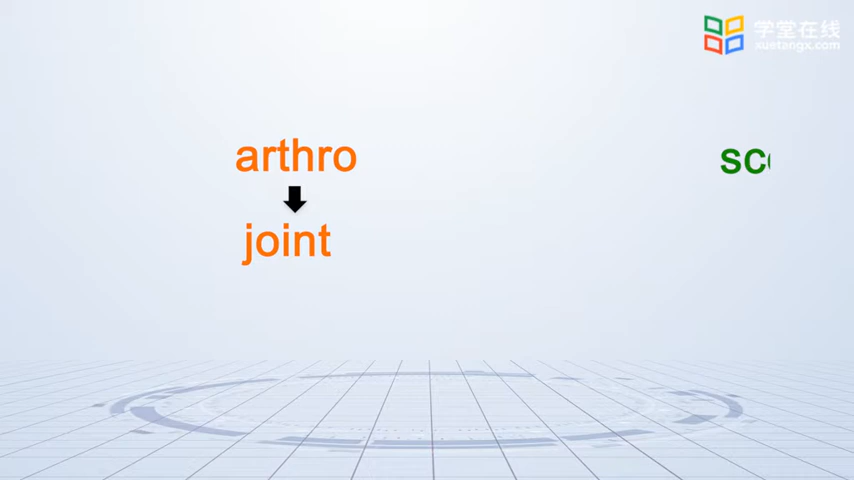 学堂在线
xuetangx.com
arthro
joint